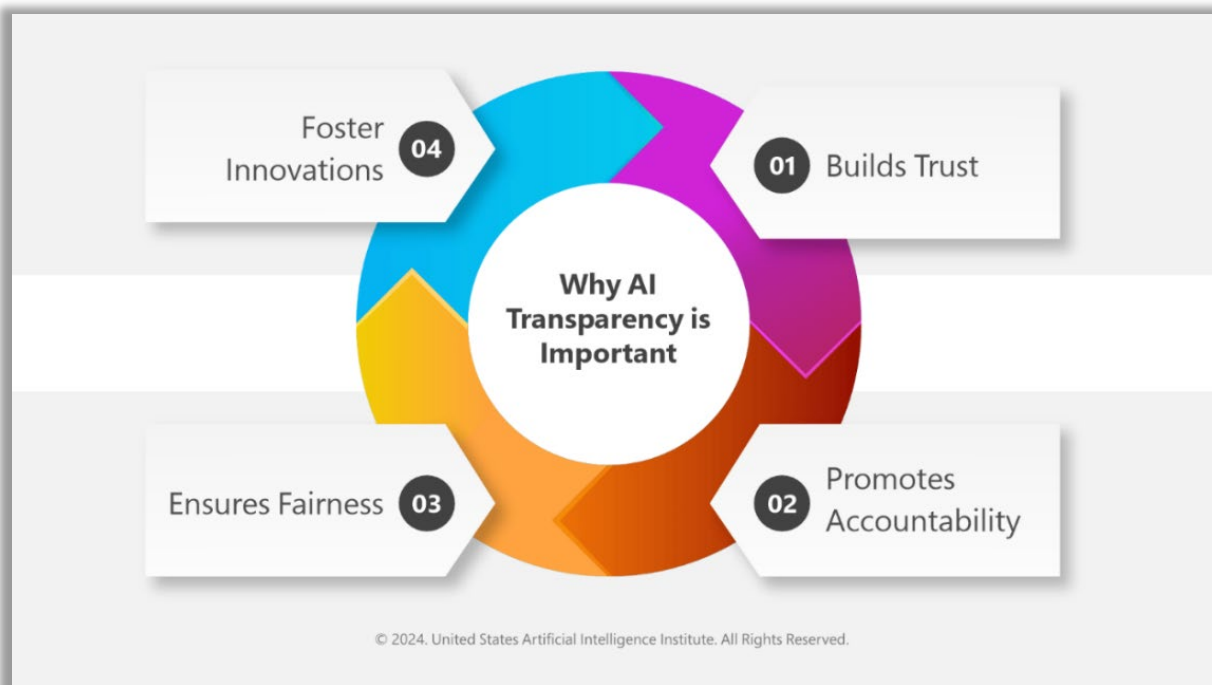 Why AI
Transparency is
Important
01
Builds Trust
02
Promotes
Accountability
03
Ensures Fairness
04
Foster
Innovations
© 2024. United States Artificial Intelligence Institute. All Rights Reserved.